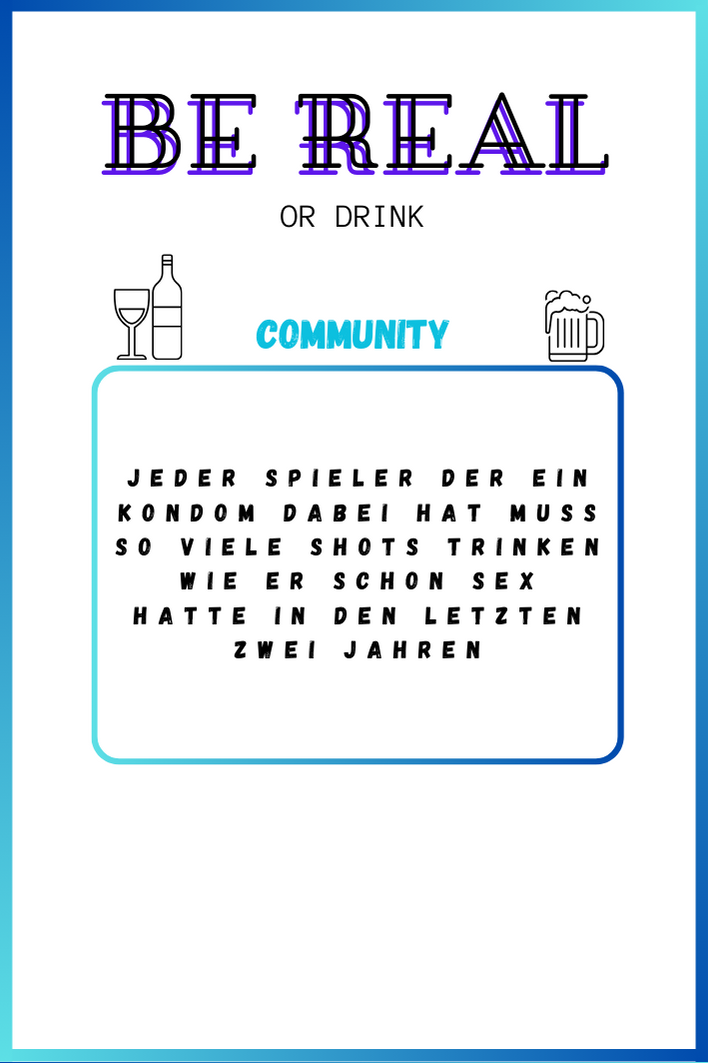 BE REAL
OR DRINK
COMMUNITY
JEDER SPIELER DER EIN
KONDOM DABEI HAT MUSS
SO VIELE SHOTS TRINKEN
WIE ER SCHON SEX
HATTE IN DEN LETZTEN
ZWEI JAHREN